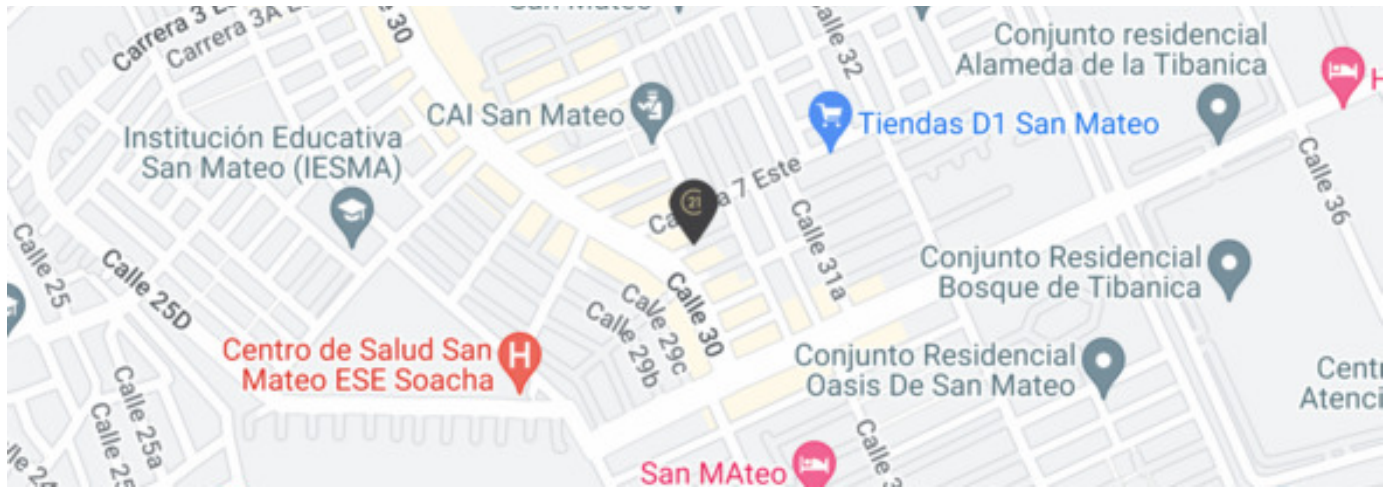 San Mateo
Carrera 3
Carrera 3A
30
Calle 32
Conjunto residencial
Alameda de la Tibanica
H
CAI San Mateo
Tiendas D1 San Mateo
Institución Educativa
San Mateo (IESMA)
21
7 Este
Calle 36
Calle 25
Calle 25D
Calle 31a
Conjunto Residencial
Bosque de Tibanica
Calle 30
Calle 29c
Calle 29b
Centro de Salud San
Mateo ESE Soacha
H
Conjunto Residencial
Oasis De San Mateo
Calle 25a
Calle 25
San MAteo
Calle